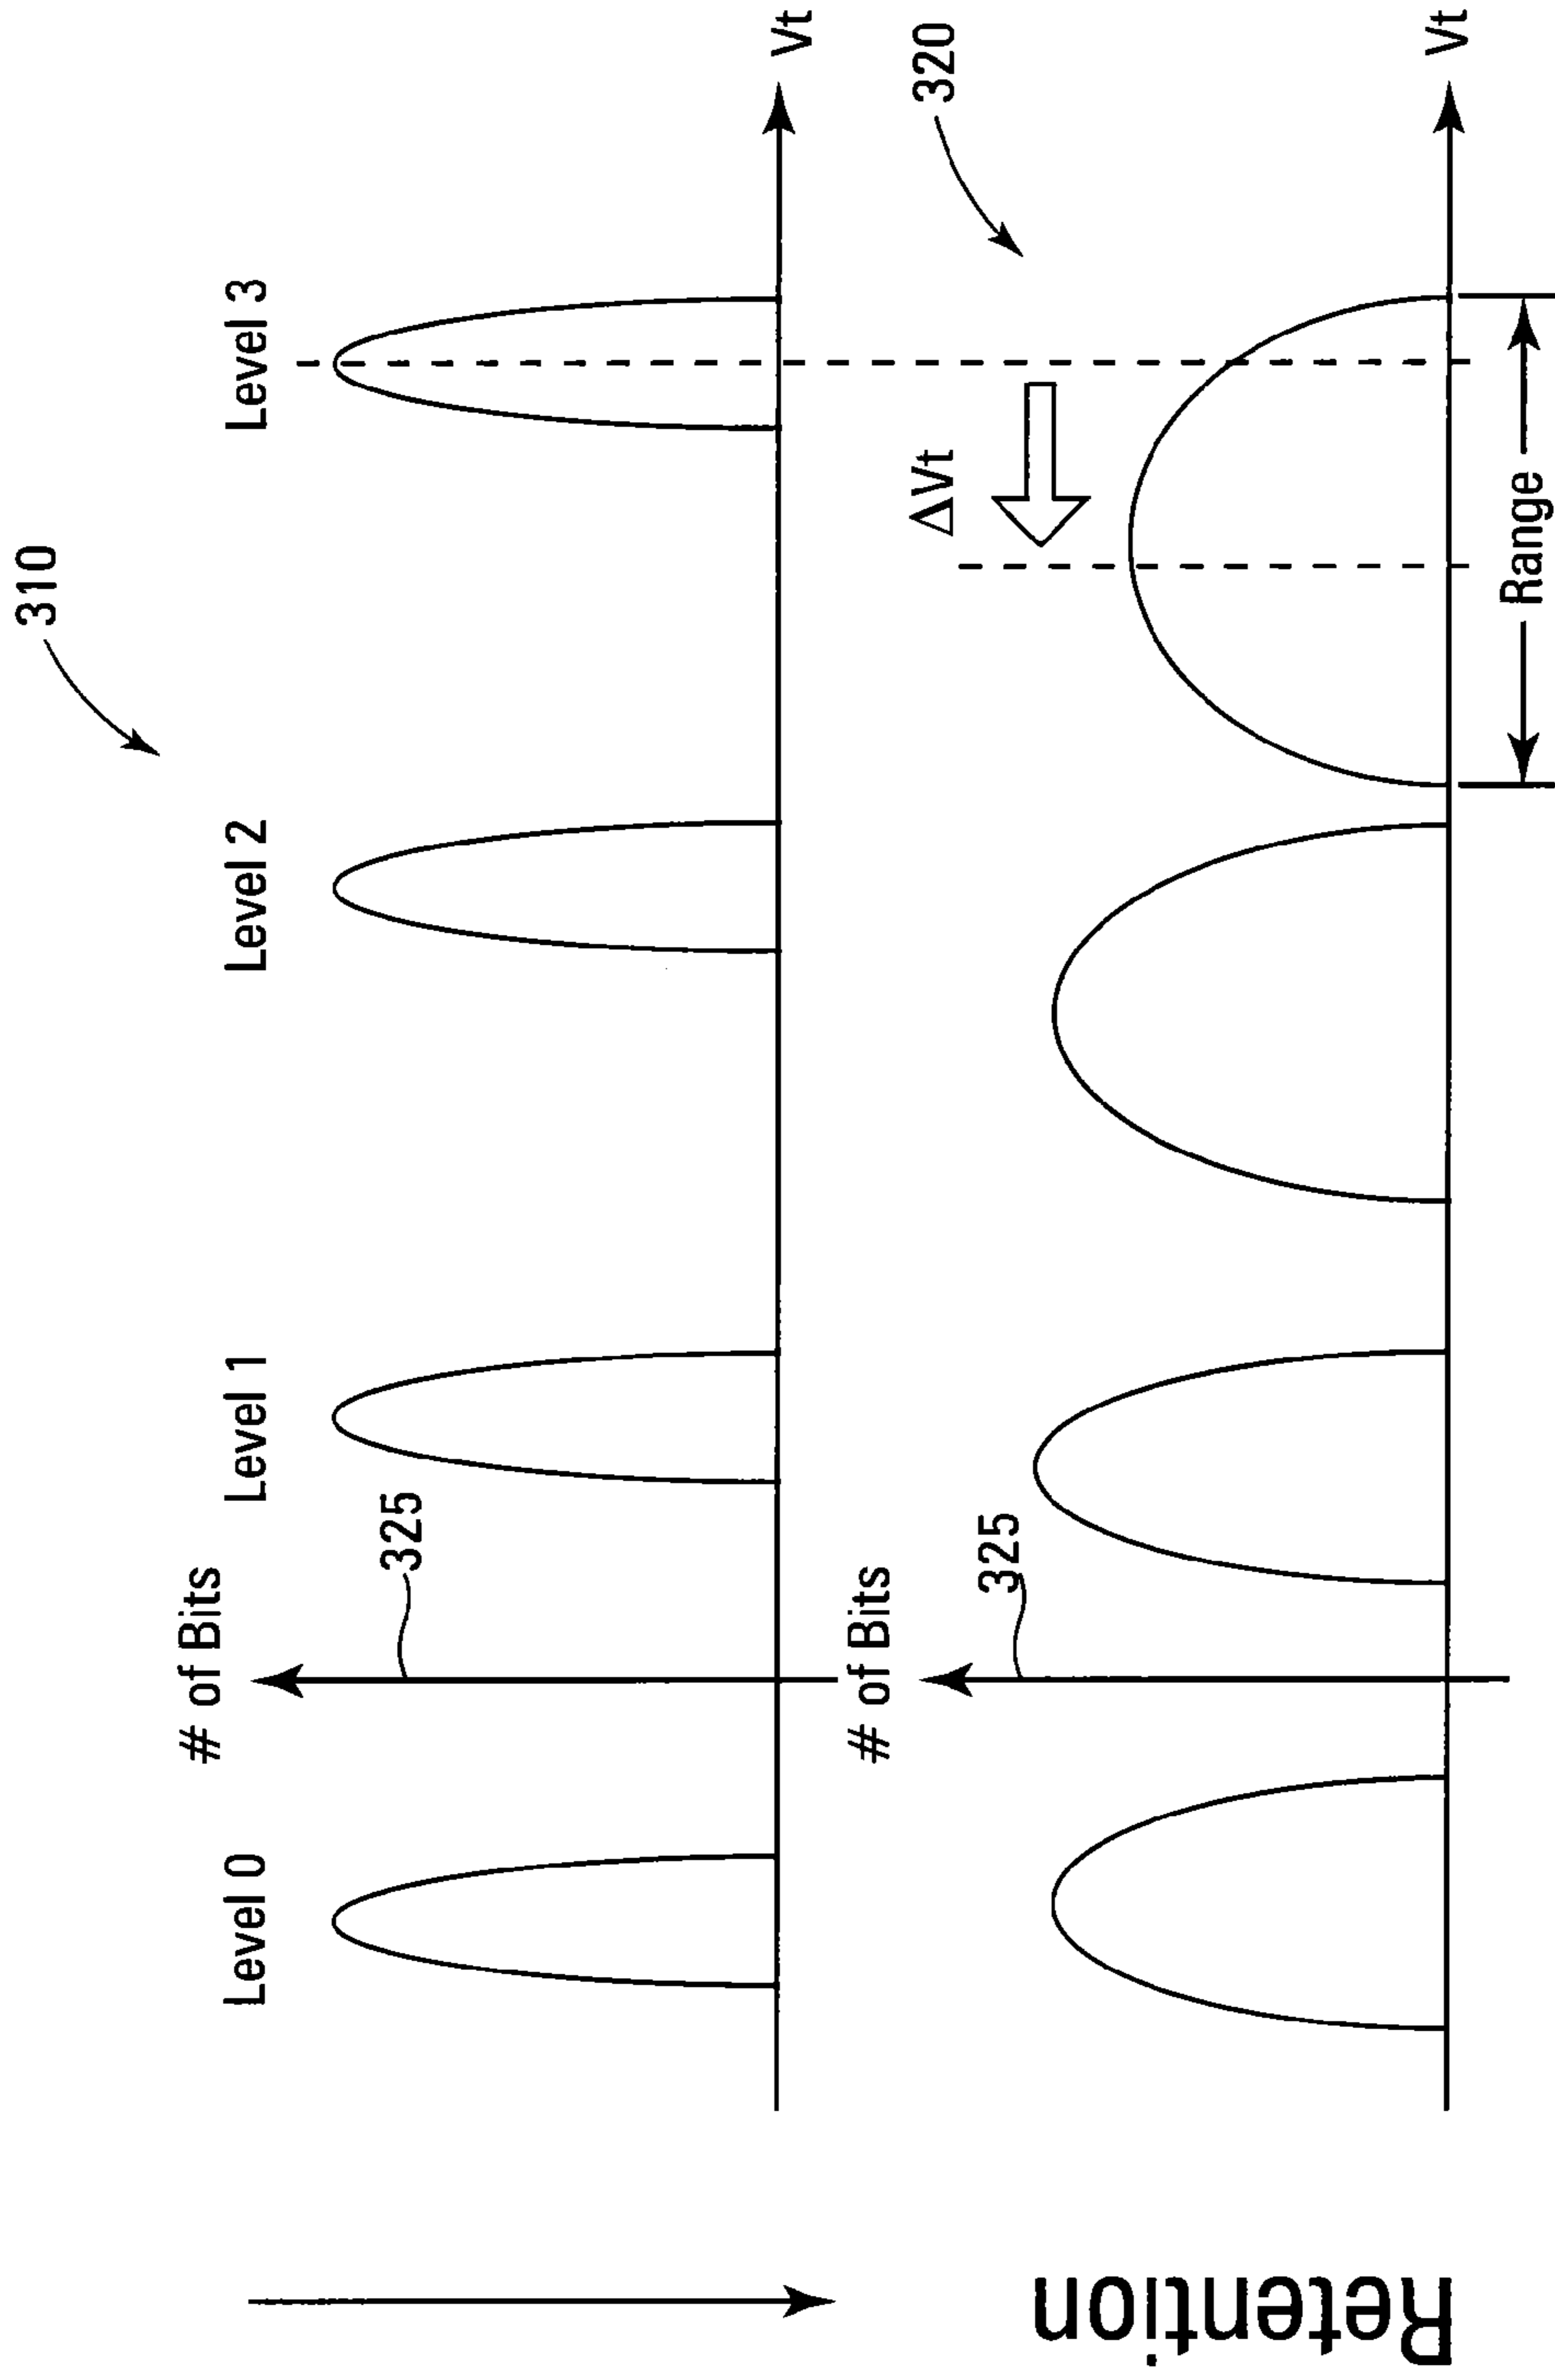 310
Level 0
Level 1
Level 2
Level 3
# of Bits
325
Vt
320
# of Bits
325
ΔVt
Vt
Range
Retention